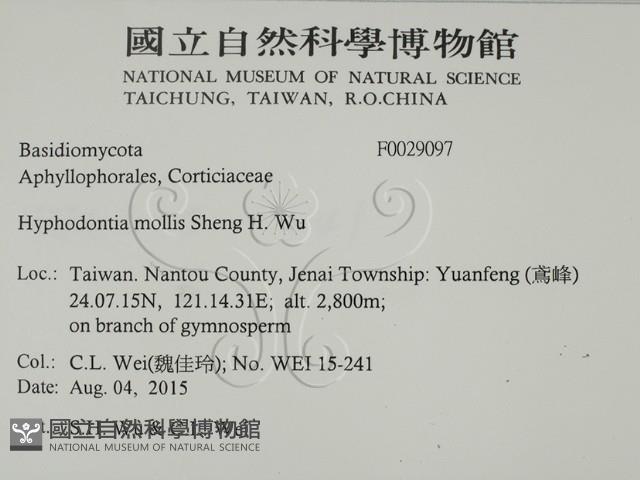 國立自然科學博物館
NATIONAL MUSEUM OF NATURAL SCIENCE
TAICHUNG, TAIWAN, R.O.CHINA
Basidiomycota F0029097
Aphyllophorales, Corticiaceae
Hyphodontia mollis Sheng H. Wu
Loc.: Taiwan. Nantou County, Jenai Township: Yuanfeng (鳶峰)
24.07.15N, 121.14.31E; alt. 2,800m;
on branch of gymnosperm
Col.: C.L. Wei(魏佳玲); No. WEI 15-241
Date: Aug. 04, 2015
國立自然科學博物館
NATIONAL MUSEUM OF NATURAL SCIENCE